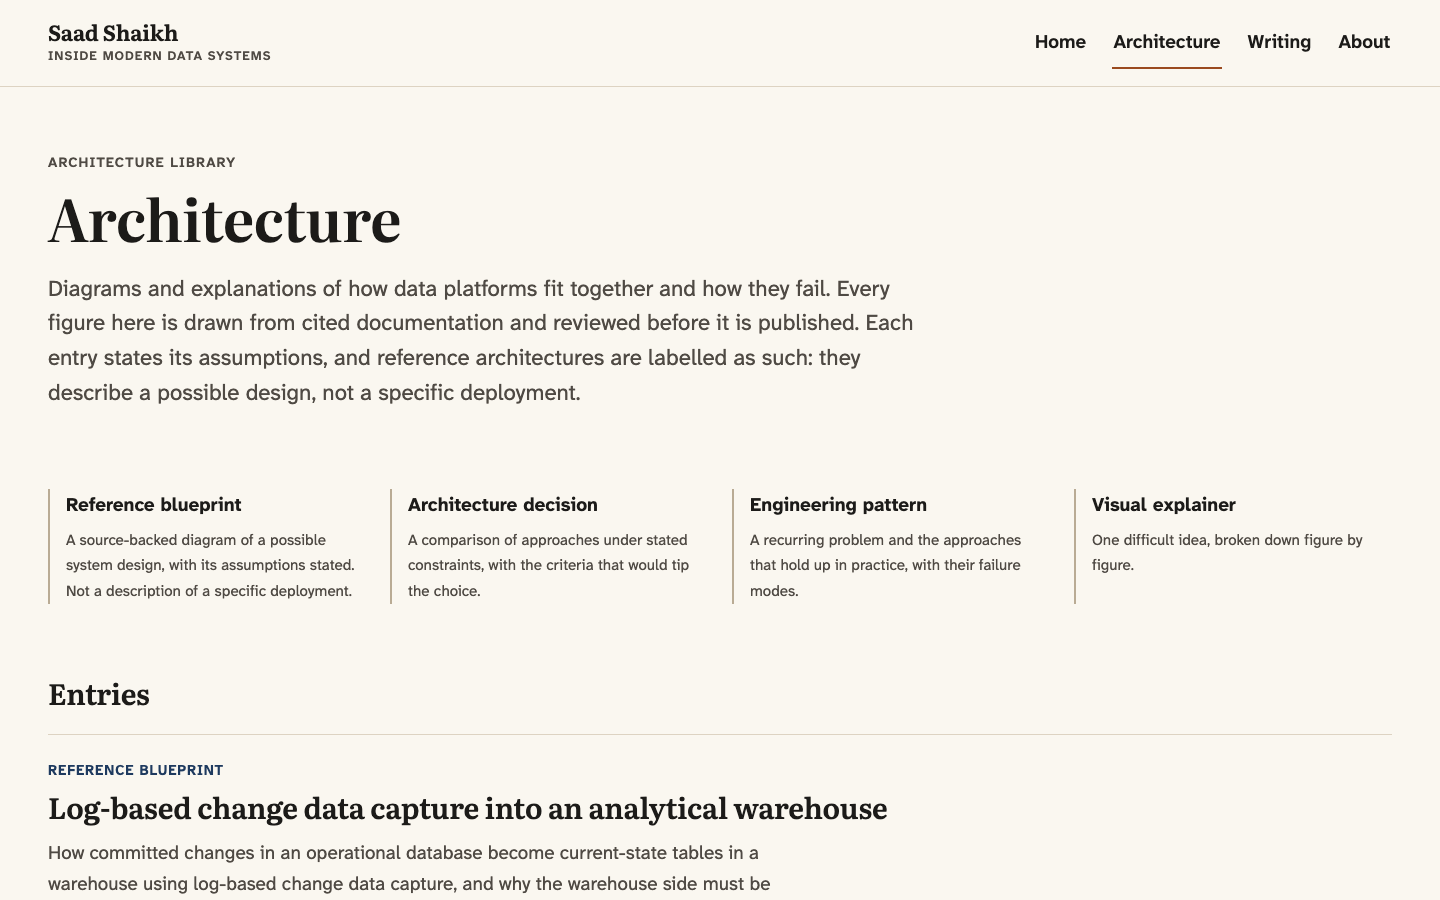 Saad Shaikh
INSIDE MODERN DATA SYSTEMS
Home
Architecture
Writing
About
ARCHITECTURE LIBRARY
Architecture
Diagrams and explanations of how data platforms fit together and how they fail. Every
figure here is drawn from cited documentation and reviewed before it is published. Each
entry states its assumptions, and reference architectures are labelled as such: they
describe a possible design, not a specific deployment.
Reference blueprint
A source-backed diagram of a possible
system design, with its assumptions stated.
Not a description of a specific deployment.
Architecture decision
A comparison of approaches under stated
constraints, with the criteria that would tip
the choice.
Engineering pattern
A recurring problem and the approaches
that hold up in practice, with their failure
modes.
Visual explainer
One difficult idea, broken down figure by
figure.
Entries
REFERENCE BLUEPRINT
Log-based change data capture into an analytical warehouse
How committed changes in an operational database become current-state tables in a
warehouse using log-based change data capture, and why the warehouse side must be